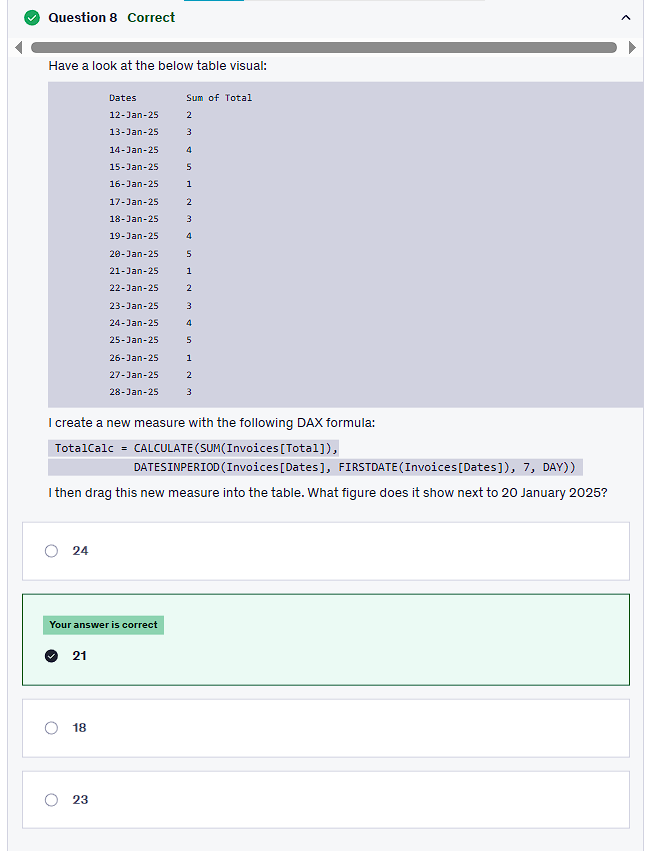 Question 8 Correct
Have a look at the below table visual:
Dates Sum of Total
12-Jan-25 2
13-Jan-25 3
14-Jan-25 4
15-Jan-25 5
16-Jan-25 1
17-Jan-25 2
18-Jan-25 3
19-Jan-25 4
20-Jan-25 5
21-Jan-25 1
22-Jan-25 2
23-Jan-25 3
24-Jan-25 4
25-Jan-25 5
26-Jan-25 1
27-Jan-25 2
28-Jan-25 3
I create a new measure with the following DAX formula:
TotalCalc = CALCULATE(SUM(Invoices[Total]),
DATESINPERIOD(Invoices[Dates], FIRSTDATE(Invoices[Dates]), 7, DAY))
I then drag this new measure into the table. What figure does it show next to 20 January 2025?
24
Your answer is correct
21
18
23